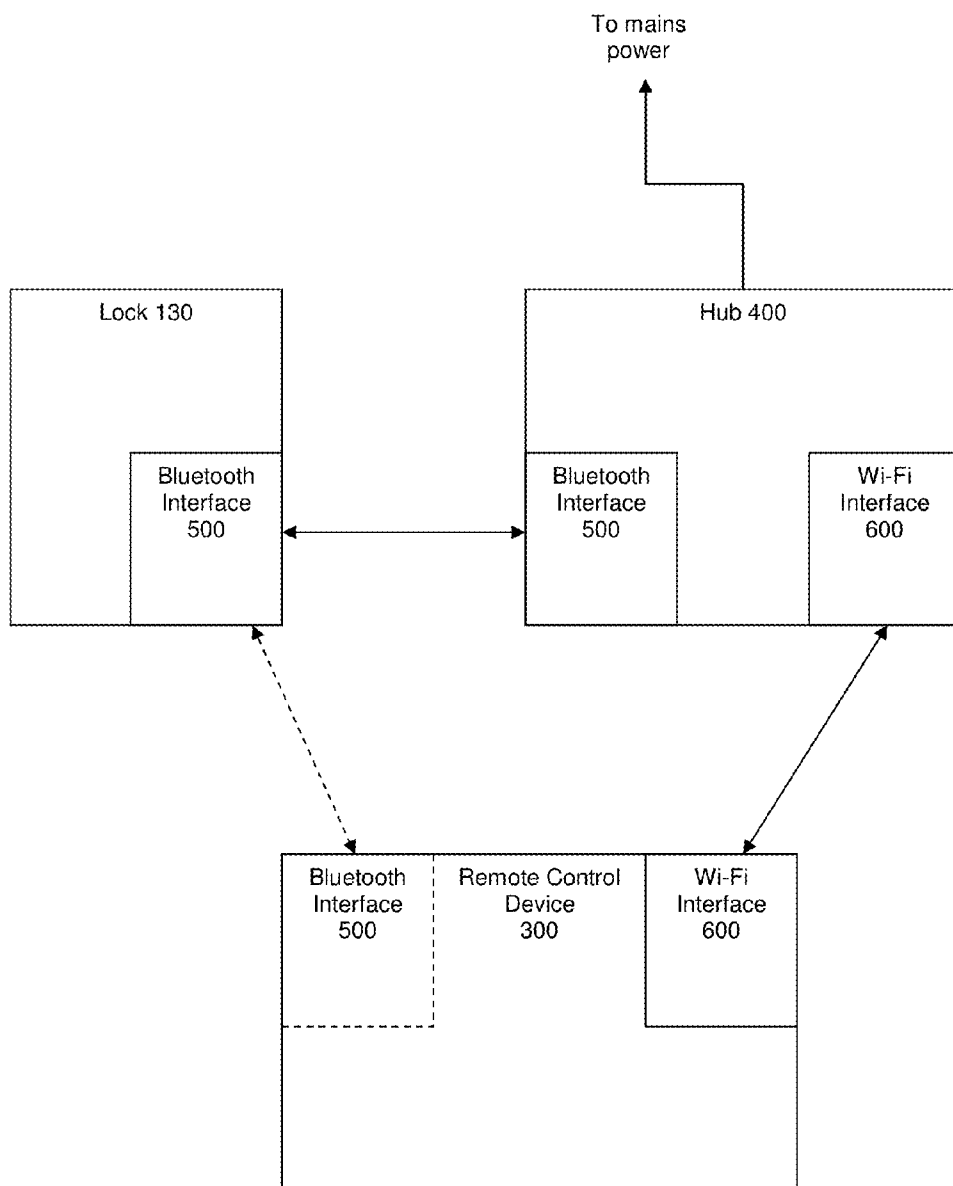 To mains
power
Lock 130
Hub 400
Bluetooth
Interface
500
Bluetooth
Interface
500
Wi-Fi
Interface
600
Bluetooth
Interface
500
Remote Control
Device
300
Wi-Fi
Interface
600